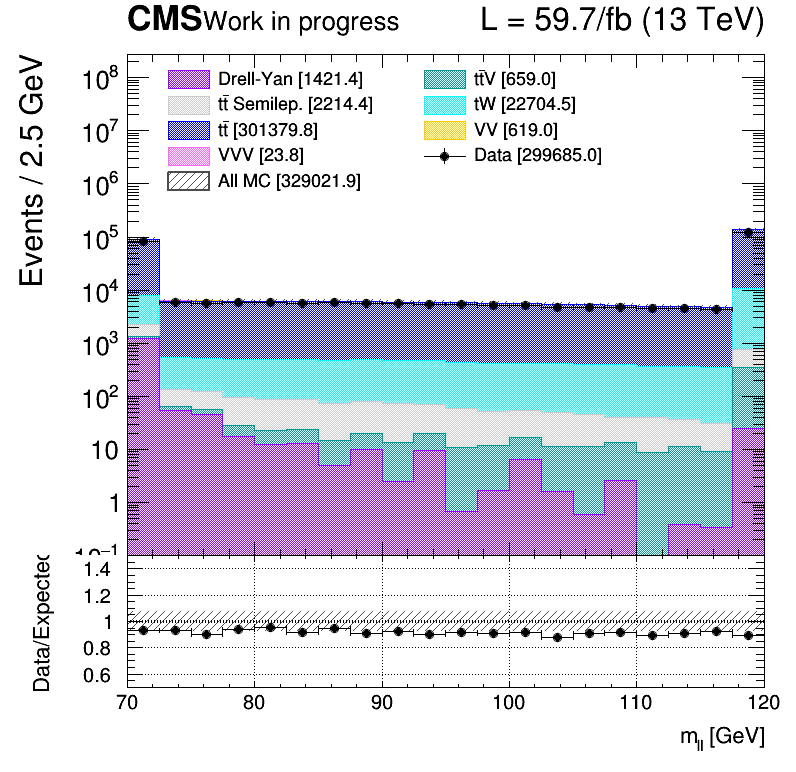 CMS Work in progress L = 59.7/fb (13 TeV)
Events / 2.5 GeV
10⁸
10⁷
10⁶
10⁵
10⁴
10³
10²
10
1
10⁻¹
Drell-Yan [1421.4]
tt̄ Semilep. [2214.4]
tt̄ [301379.8]
VVV [23.8]
All MC [329021.9]
tt̄V [659.0]
tW [22704.5]
VV [619.0]
Data [299685.0]
Data/Expected
1.4
1.2
1
0.8
0.6
70 80 90 100 110 120
m_ll [GeV]